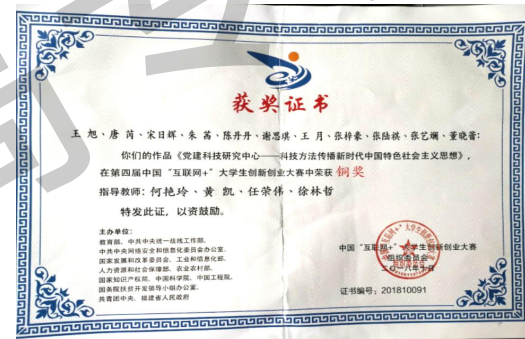 获奖证书
王旭、唐茼、宋日辉、朱茜、陈丹丹、谢思琪、王月、张梓豪、张陆祺、张艺斓、董晓蕾：
你们的作品《党建科技研究中心——科技方法传播新时代中国特色社会主义思想》，
在第四届中国“互联网+”大学生创新创业大赛中荣获 铜奖
指导教师：何艳玲、黄 凯、任荣伟、徐林哲
特发此证，以资鼓励。
主办单位：
教育部、中共中央统一战线工作部、
中共中央网络安全和信息化委员会办公室、
国家发展和改革委员会、工业和信息化部、
人力资源和社会保障部、农业农村部、
国家知识产权局、中国科学院、中国工程院、
国务院扶贫开发领导小组办公室、
共青团中央、福建省人民政府
中国“互联网+”大学生创新创业大赛
组织委员会
二〇一八年十月
证书编号：201810091